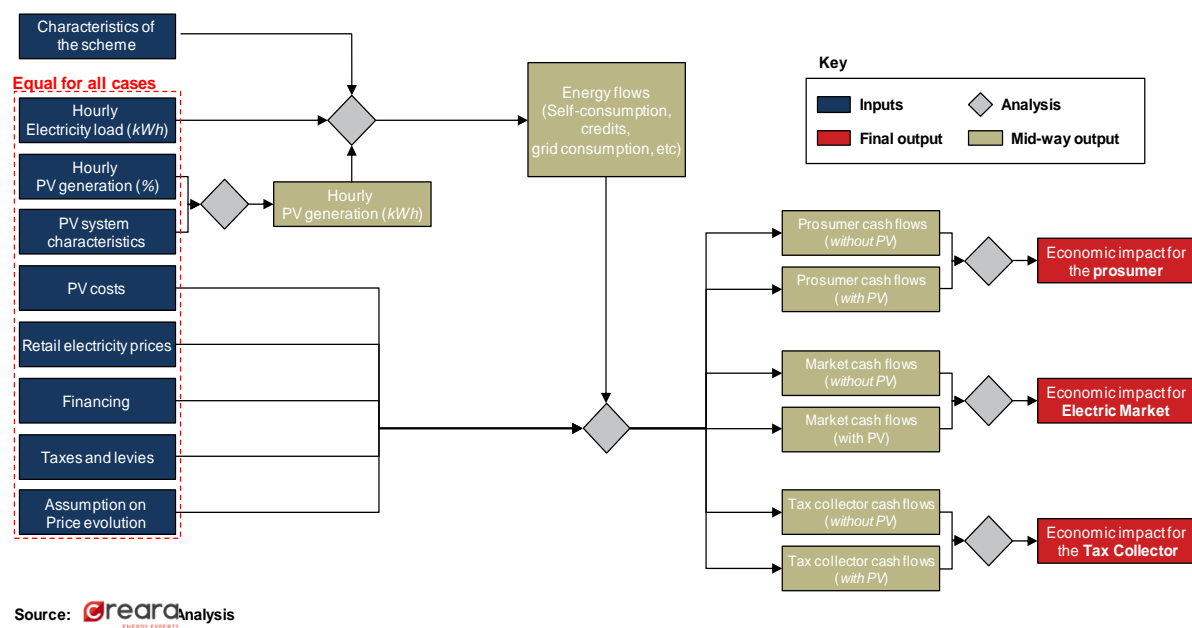 Characteristics of
the scheme
Equal for all cases
Hourly
Electricity load (kWh)
Hourly
PV generation (%)
PV system
characteristics
PV costs
Retail electricity prices
Financing
Taxes and levies
Assumption on
Price evolution
Hourly
PV generation (kWh)
Energy flows
(Self-consumption,
credits,
grid consumption, etc)
Key
Inputs
Analysis
Final output
Mid-way output
Prosumer cash flows
(without PV)
Prosumer cash flows
(with PV)
Market cash flows
(without PV)
Market cash flows
(with PV)
Tax collector cash flows
(without PV)
Tax collector cash flows
(with PV)
Economic impact for
the prosumer
Economic impact for
Electric Market
Economic impact for
the Tax Collector
Source: creara Analysis
ENERGY EXPERTS